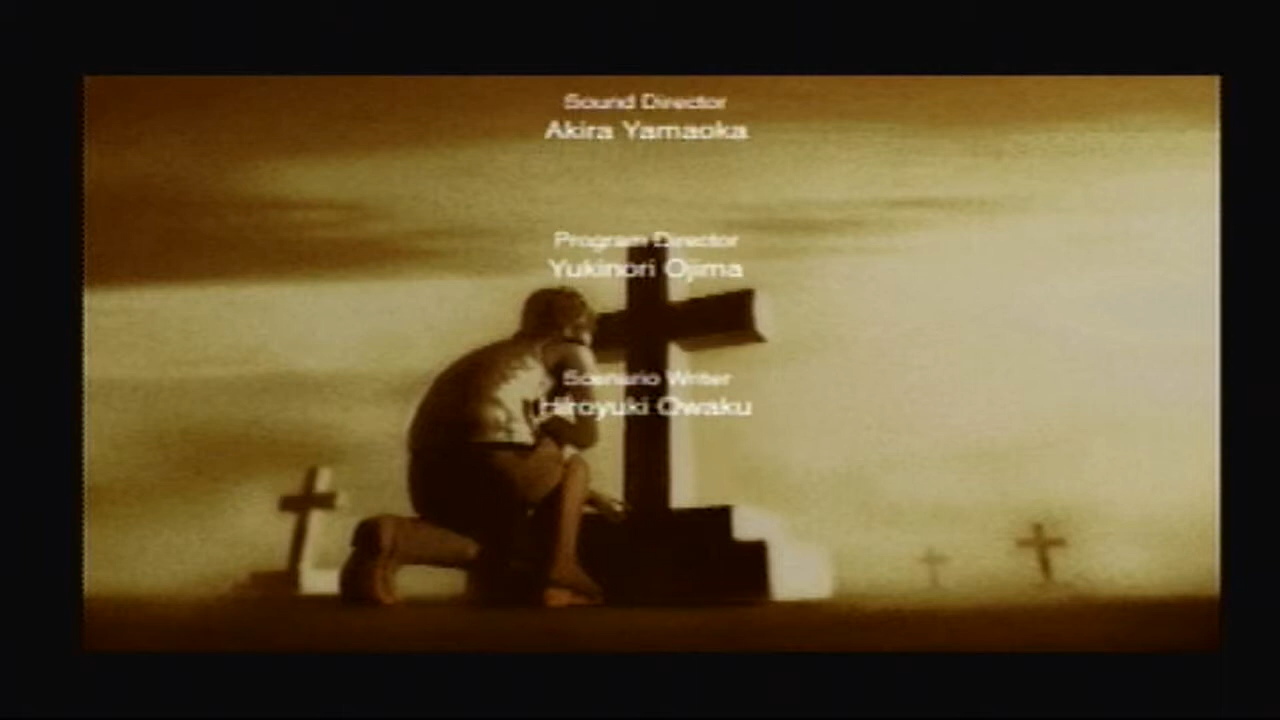 Sound Director
Akira Yamaoka
Program Director
Yukinori Ojima
Scenario Writer
Hiroyuki Owaku